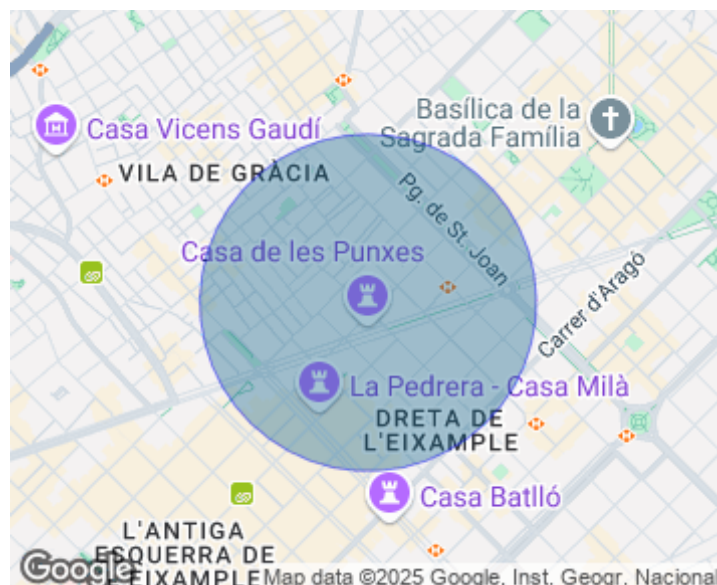 Basílica de la
Sagrada Família
Casa Vicens Gaudí
VILA DE GRÀCIA
Pg. de St. Joan
Casa de les Punxes
Carrer d'Aragó
La Pedrera - Casa Milà
DRETA DE
L'EIXAMPLE
Casa Batlló
L'ANTIGA
ESQUERRA DE
L'EIXAMPLE
Google
Map data ©2025 Google, Inst. Geogr. Nacional